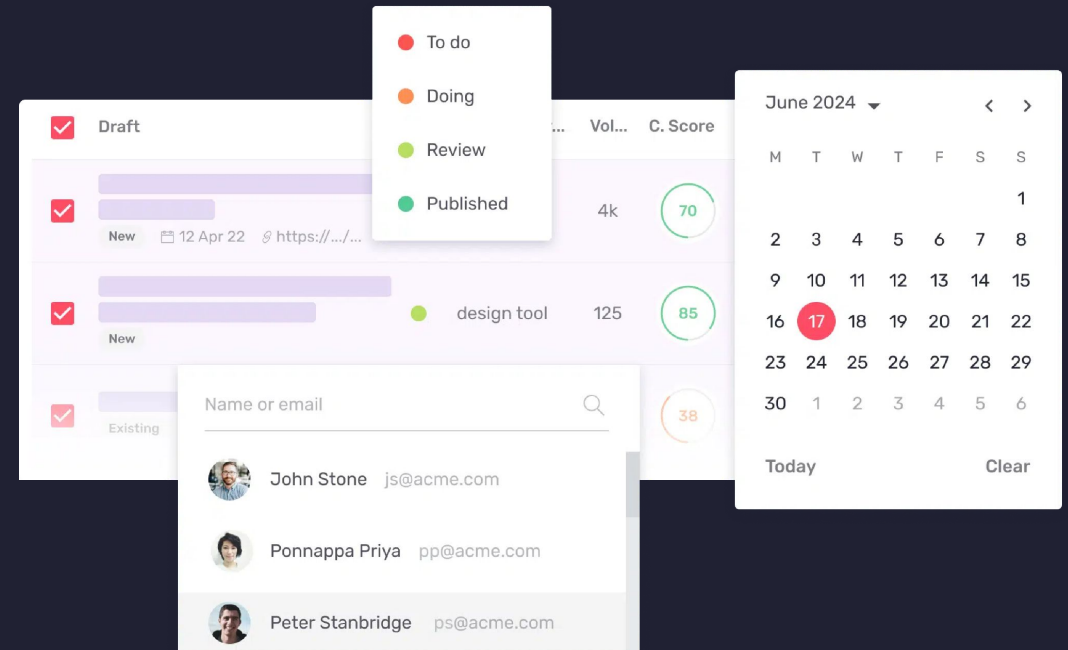 To do
Doing
Review
Published
Draft
... Vol... C. Score
4k 70
New 12 Apr 22 https://.../...
design tool 125 85
New
Existing 38
Name or email
John Stone js@acme.com
Ponnappa Priya pp@acme.com
Peter Stanbridge ps@acme.com
June 2024
M T W T F S S
1
2 3 4 5 6 7 8
9 10 11 12 13 14 15
16 17 18 19 20 21 22
23 24 25 26 27 28 29
30 1 2 3 4 5 6
Today Clear